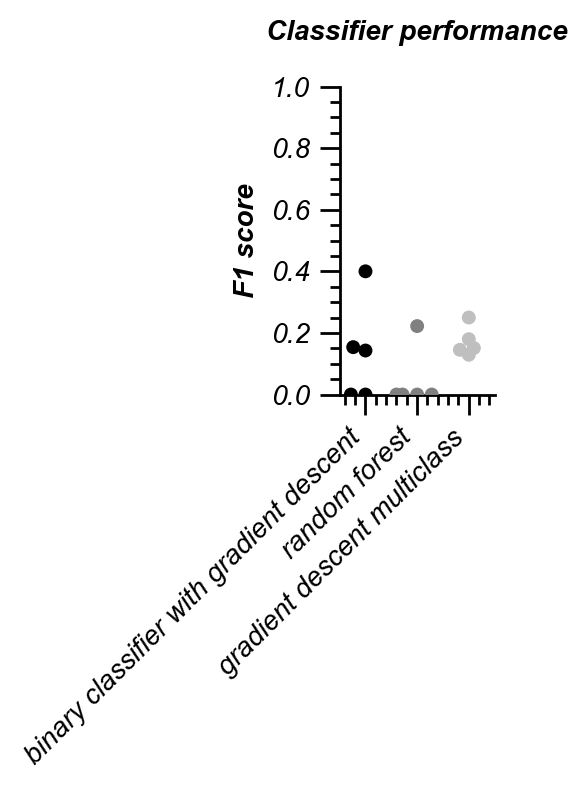 Classifier performance
F1 score
1.0
0.8
0.6
0.4
0.2
0.0
binary classifier with gradient descent
random forest
gradient descent multiclass